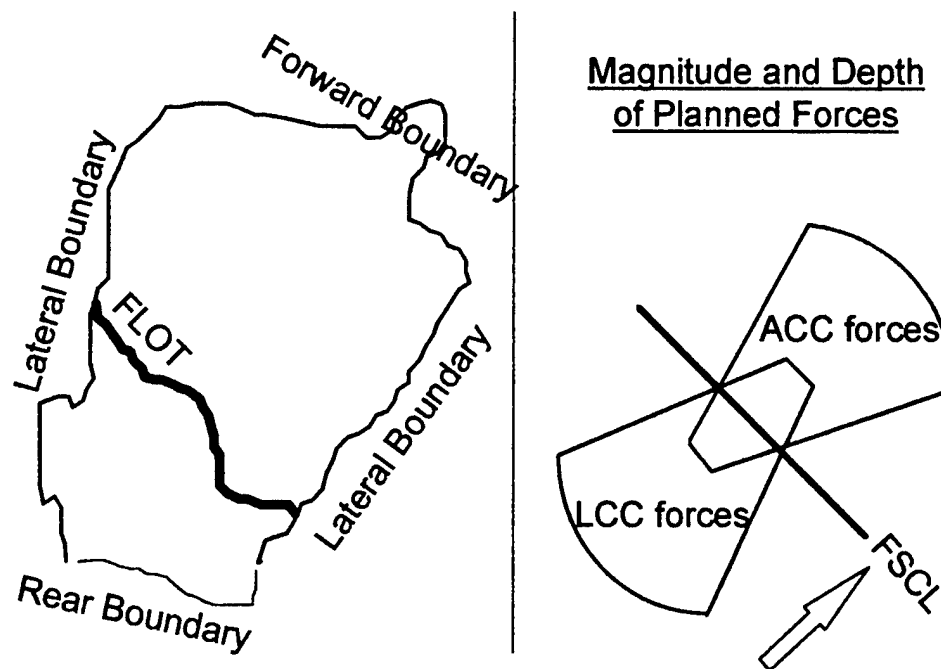 Forward Boundary
Lateral Boundary
FLOT
Lateral Boundary
Rear Boundary
Magnitude and Depth
of Planned Forces
ACC forces
LCC forces
FSCL